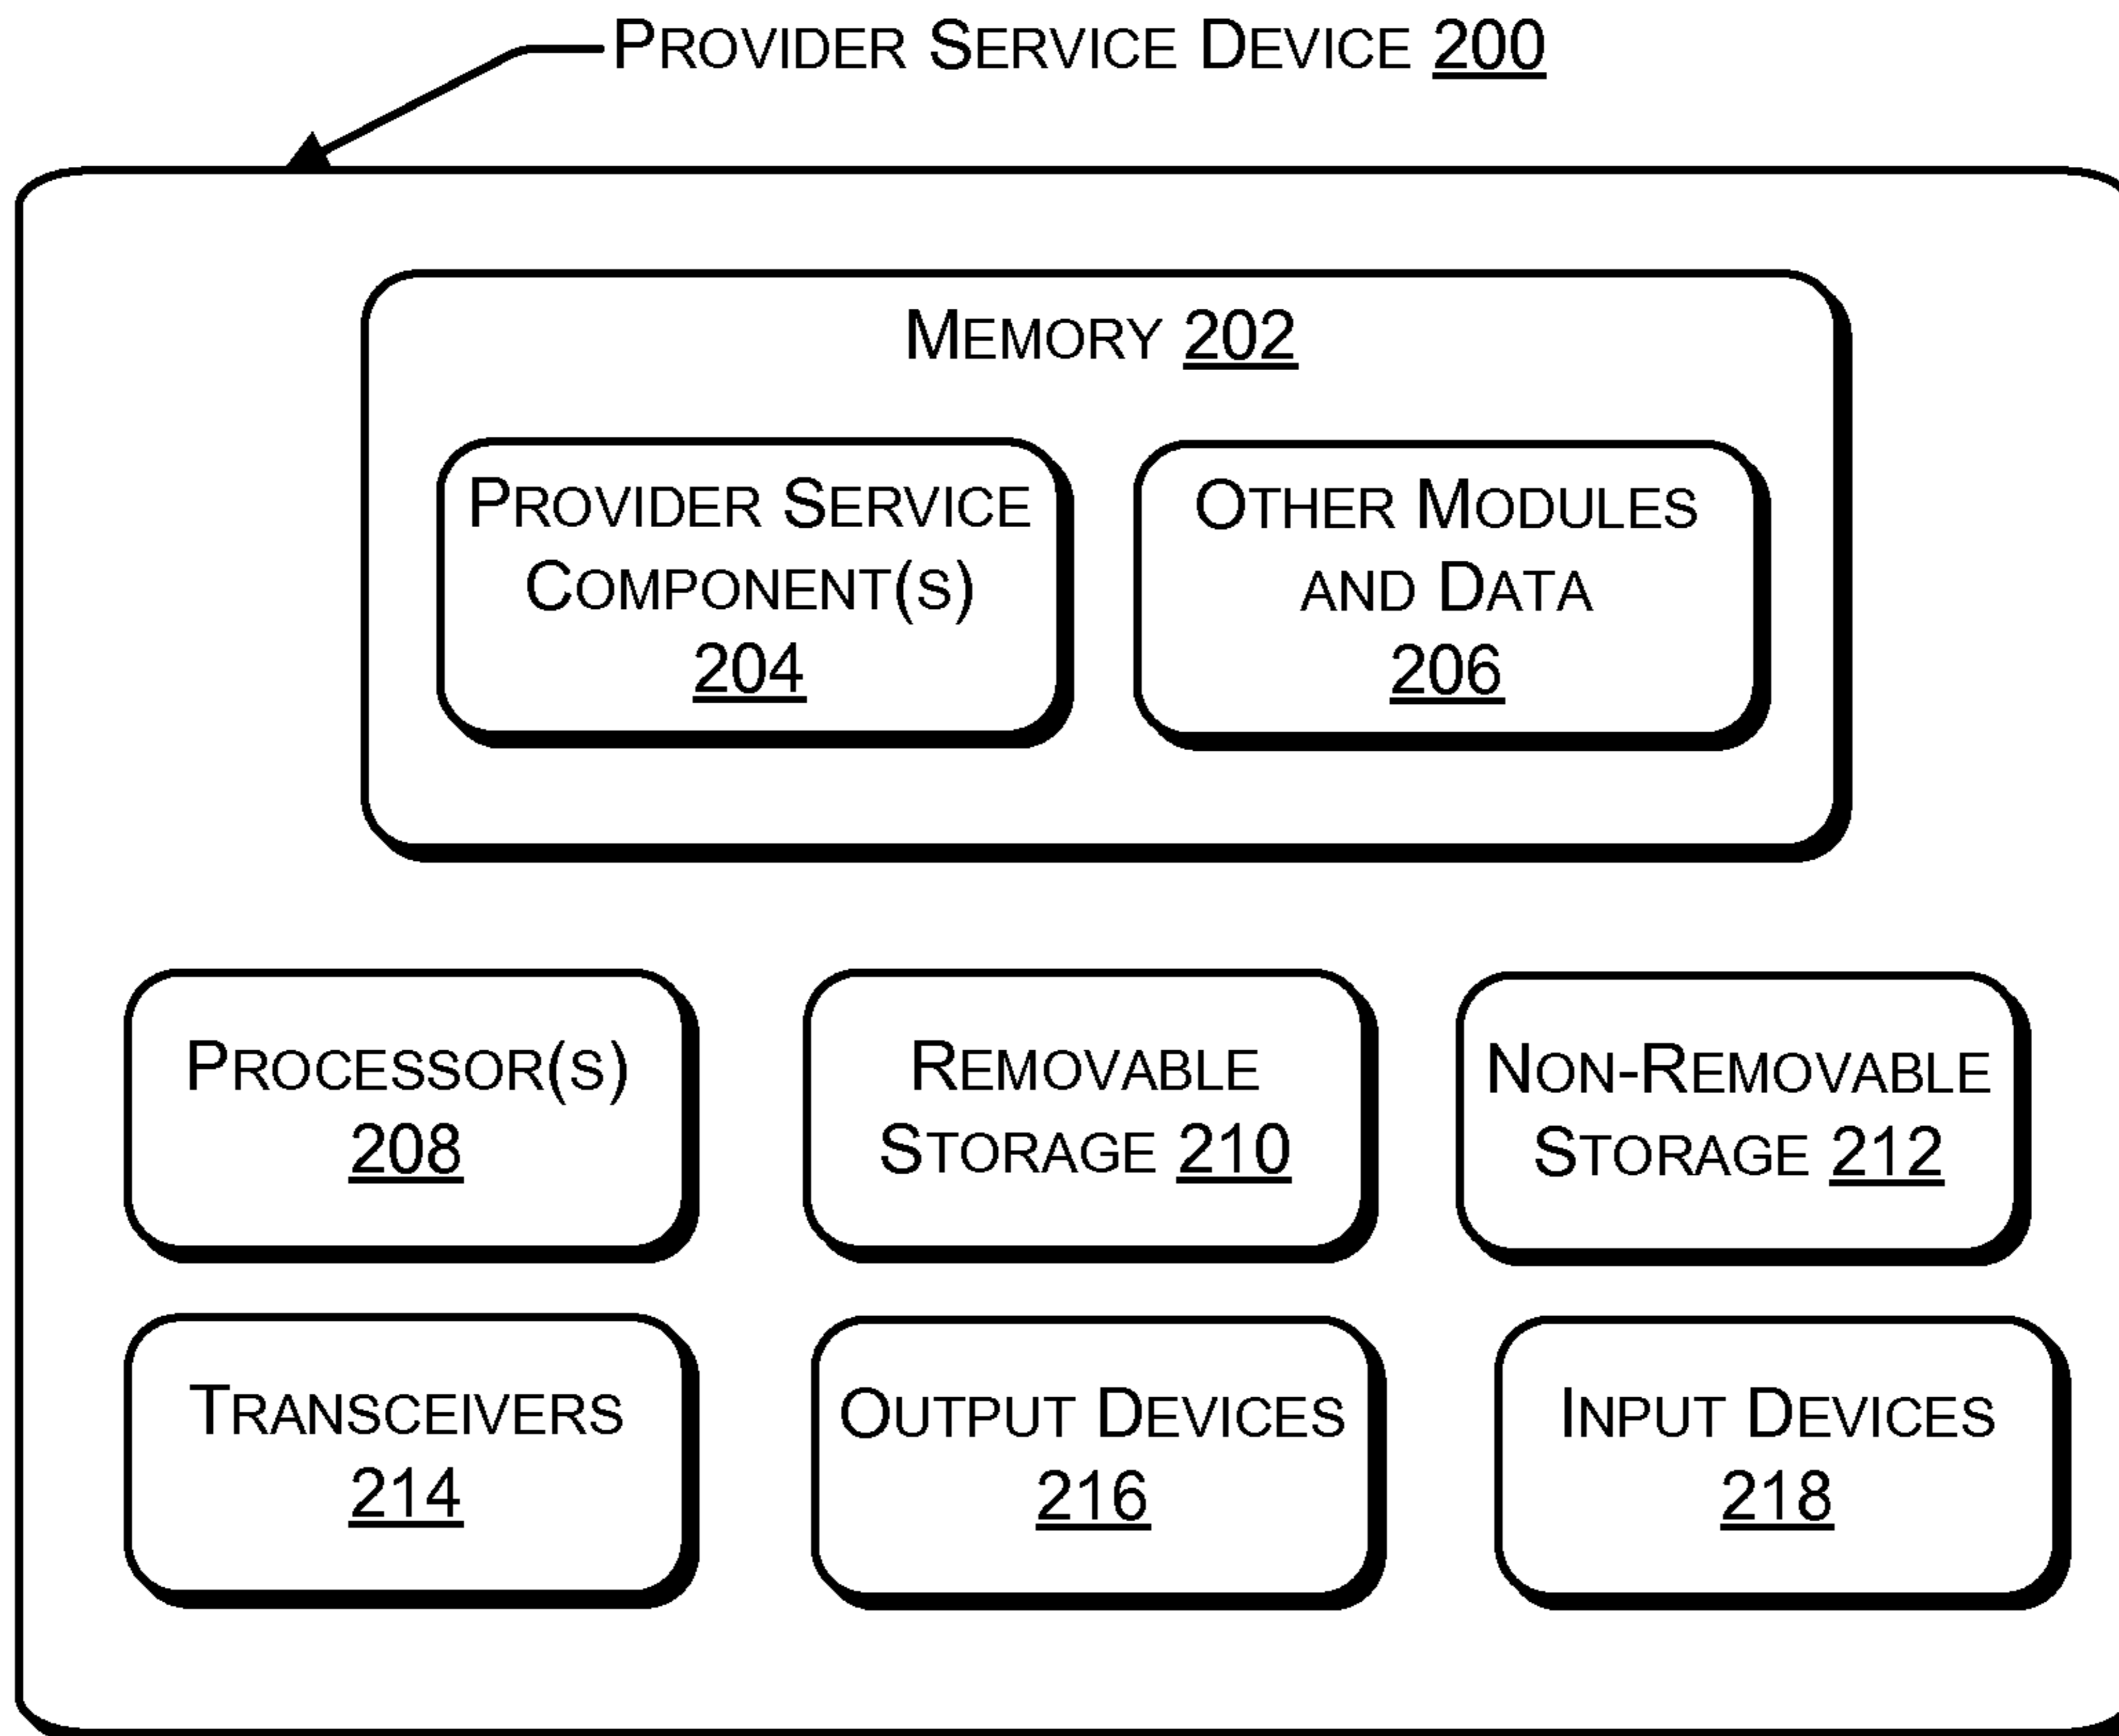 PROVIDER SERVICE DEVICE 200
MEMORY 202
PROVIDER SERVICE
COMPONENT(S)
204
OTHER MODULES
AND DATA
206
PROCESSOR(S)
208
REMOVABLE
STORAGE 210
NON-REMOVABLE
STORAGE 212
TRANSCEIVERS
214
OUTPUT DEVICES
216
INPUT DEVICES
218